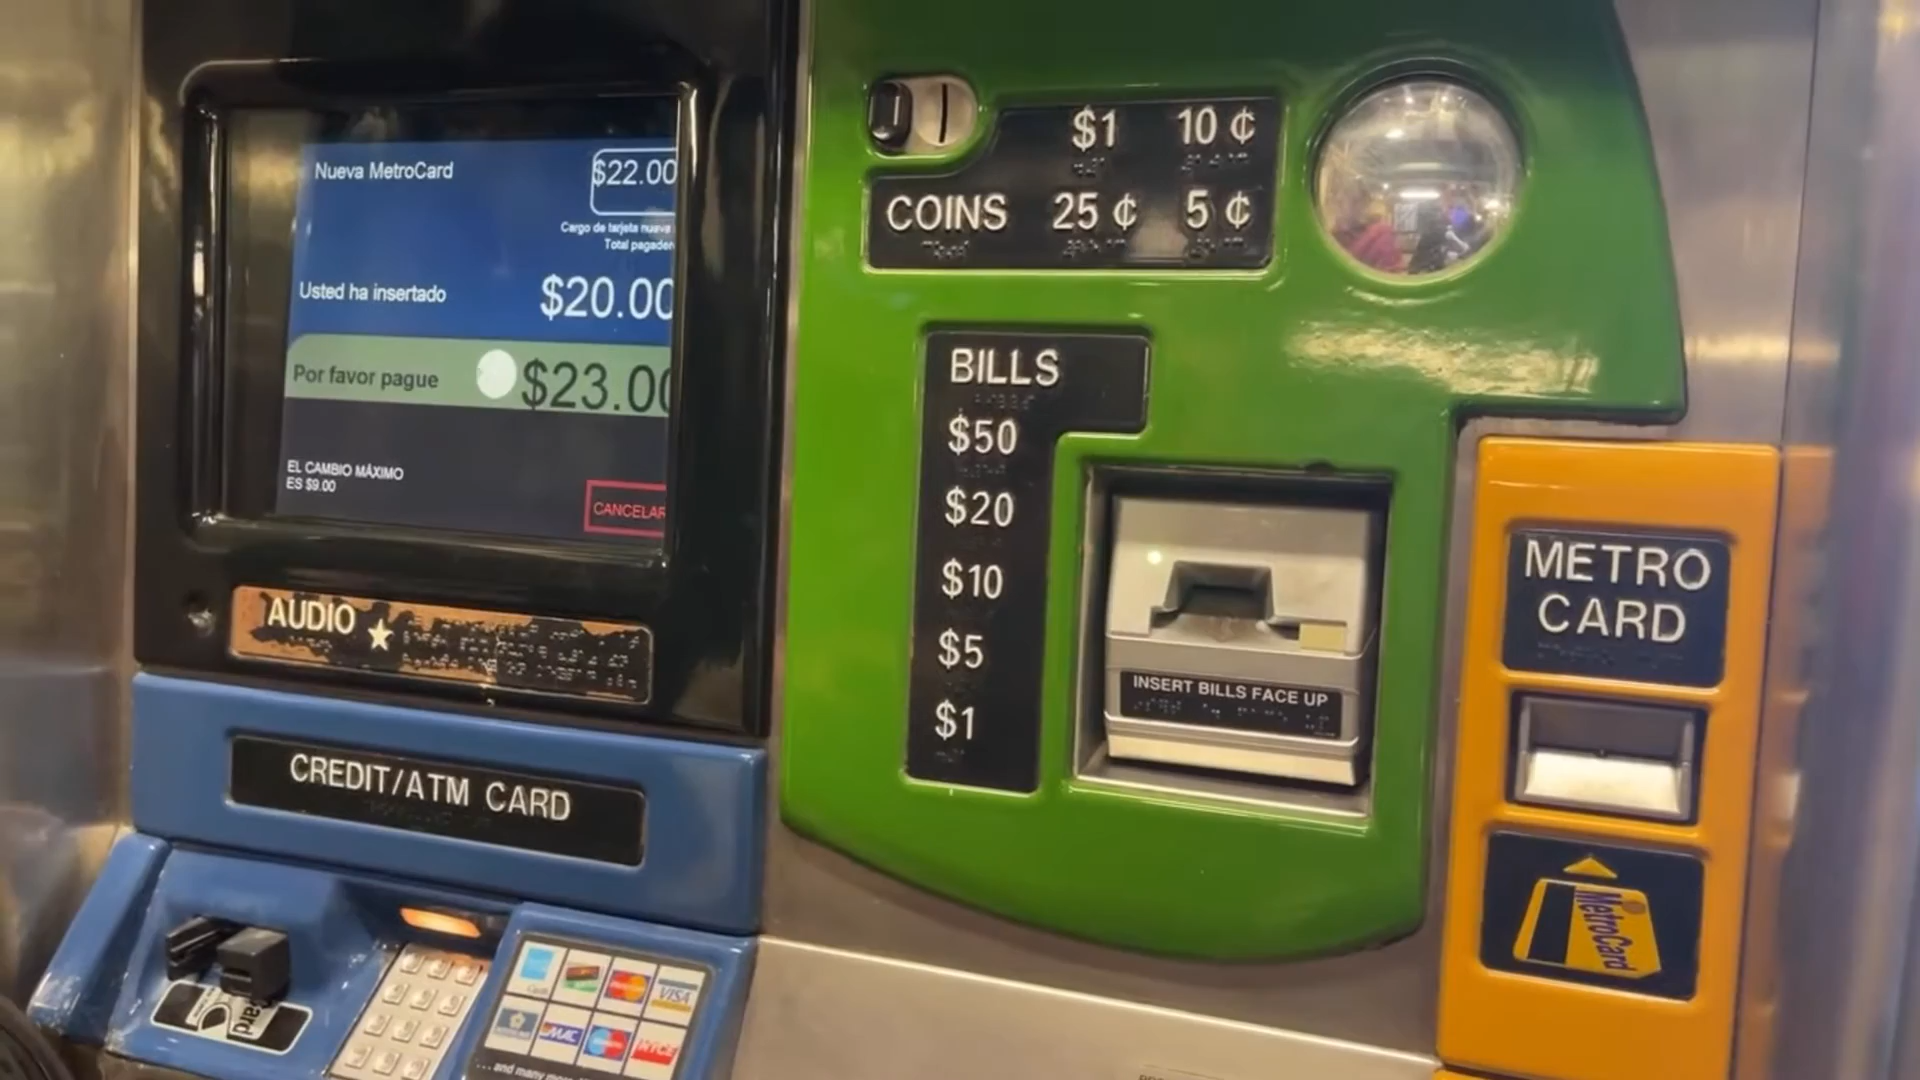 Nueva MetroCard
$22.00
Cargo de tarjeta nueva
Total pagadero
Usted ha insertado
$20.00
Por favor pague
$23.00
EL CAMBIO MÁXIMO
ES $9.00
CANCELAR
AUDIO
CREDIT/ATM CARD
VISA
MAC
NYCE
...and many more
$1 10 ¢
COINS 25 ¢ 5 ¢
BILLS
$50
$20
$10
$5
$1
INSERT BILLS FACE UP
METRO
CARD
MetroCard